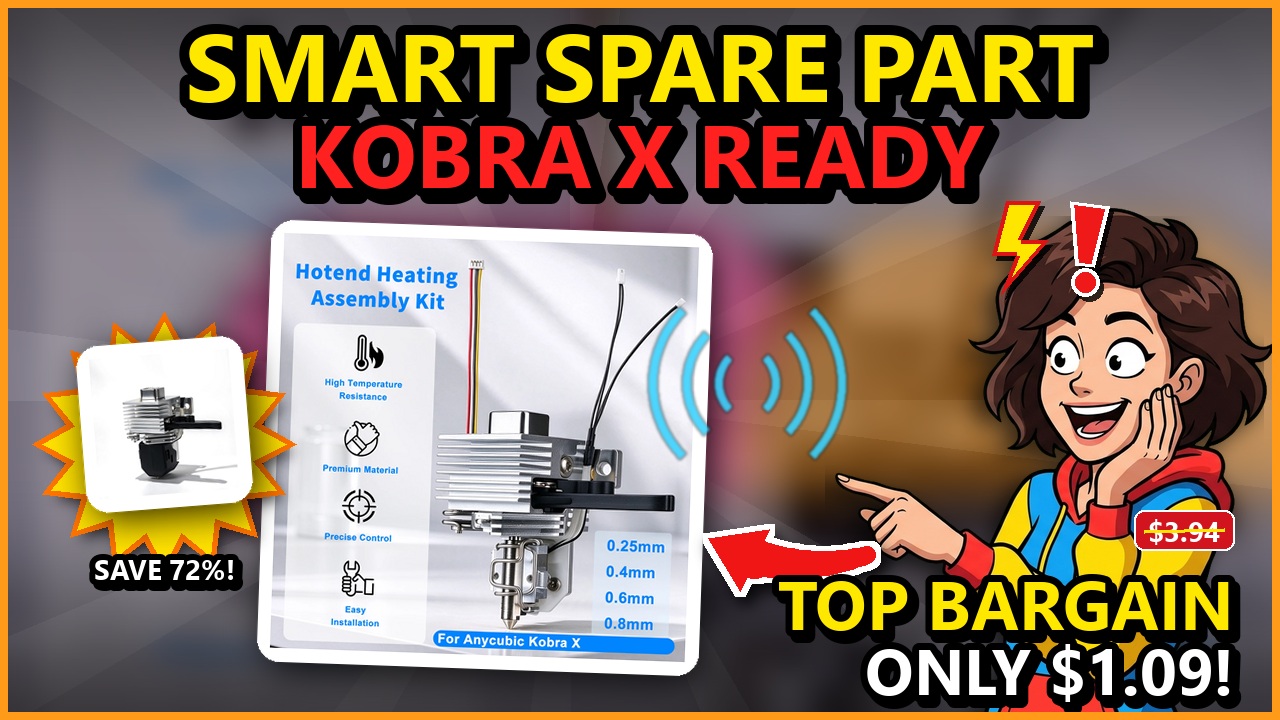 SMART SPARE PART
KOBRA X READY
Hotend Heating
Assembly Kit
High Temperature
Resistance
Premium Material
Precise Control
Easy
Installation
0.25mm
0.4mm
0.6mm
0.8mm
For Anycubic Kobra X
SAVE 72%!
$3.94
TOP BARGAIN
ONLY $1.09!